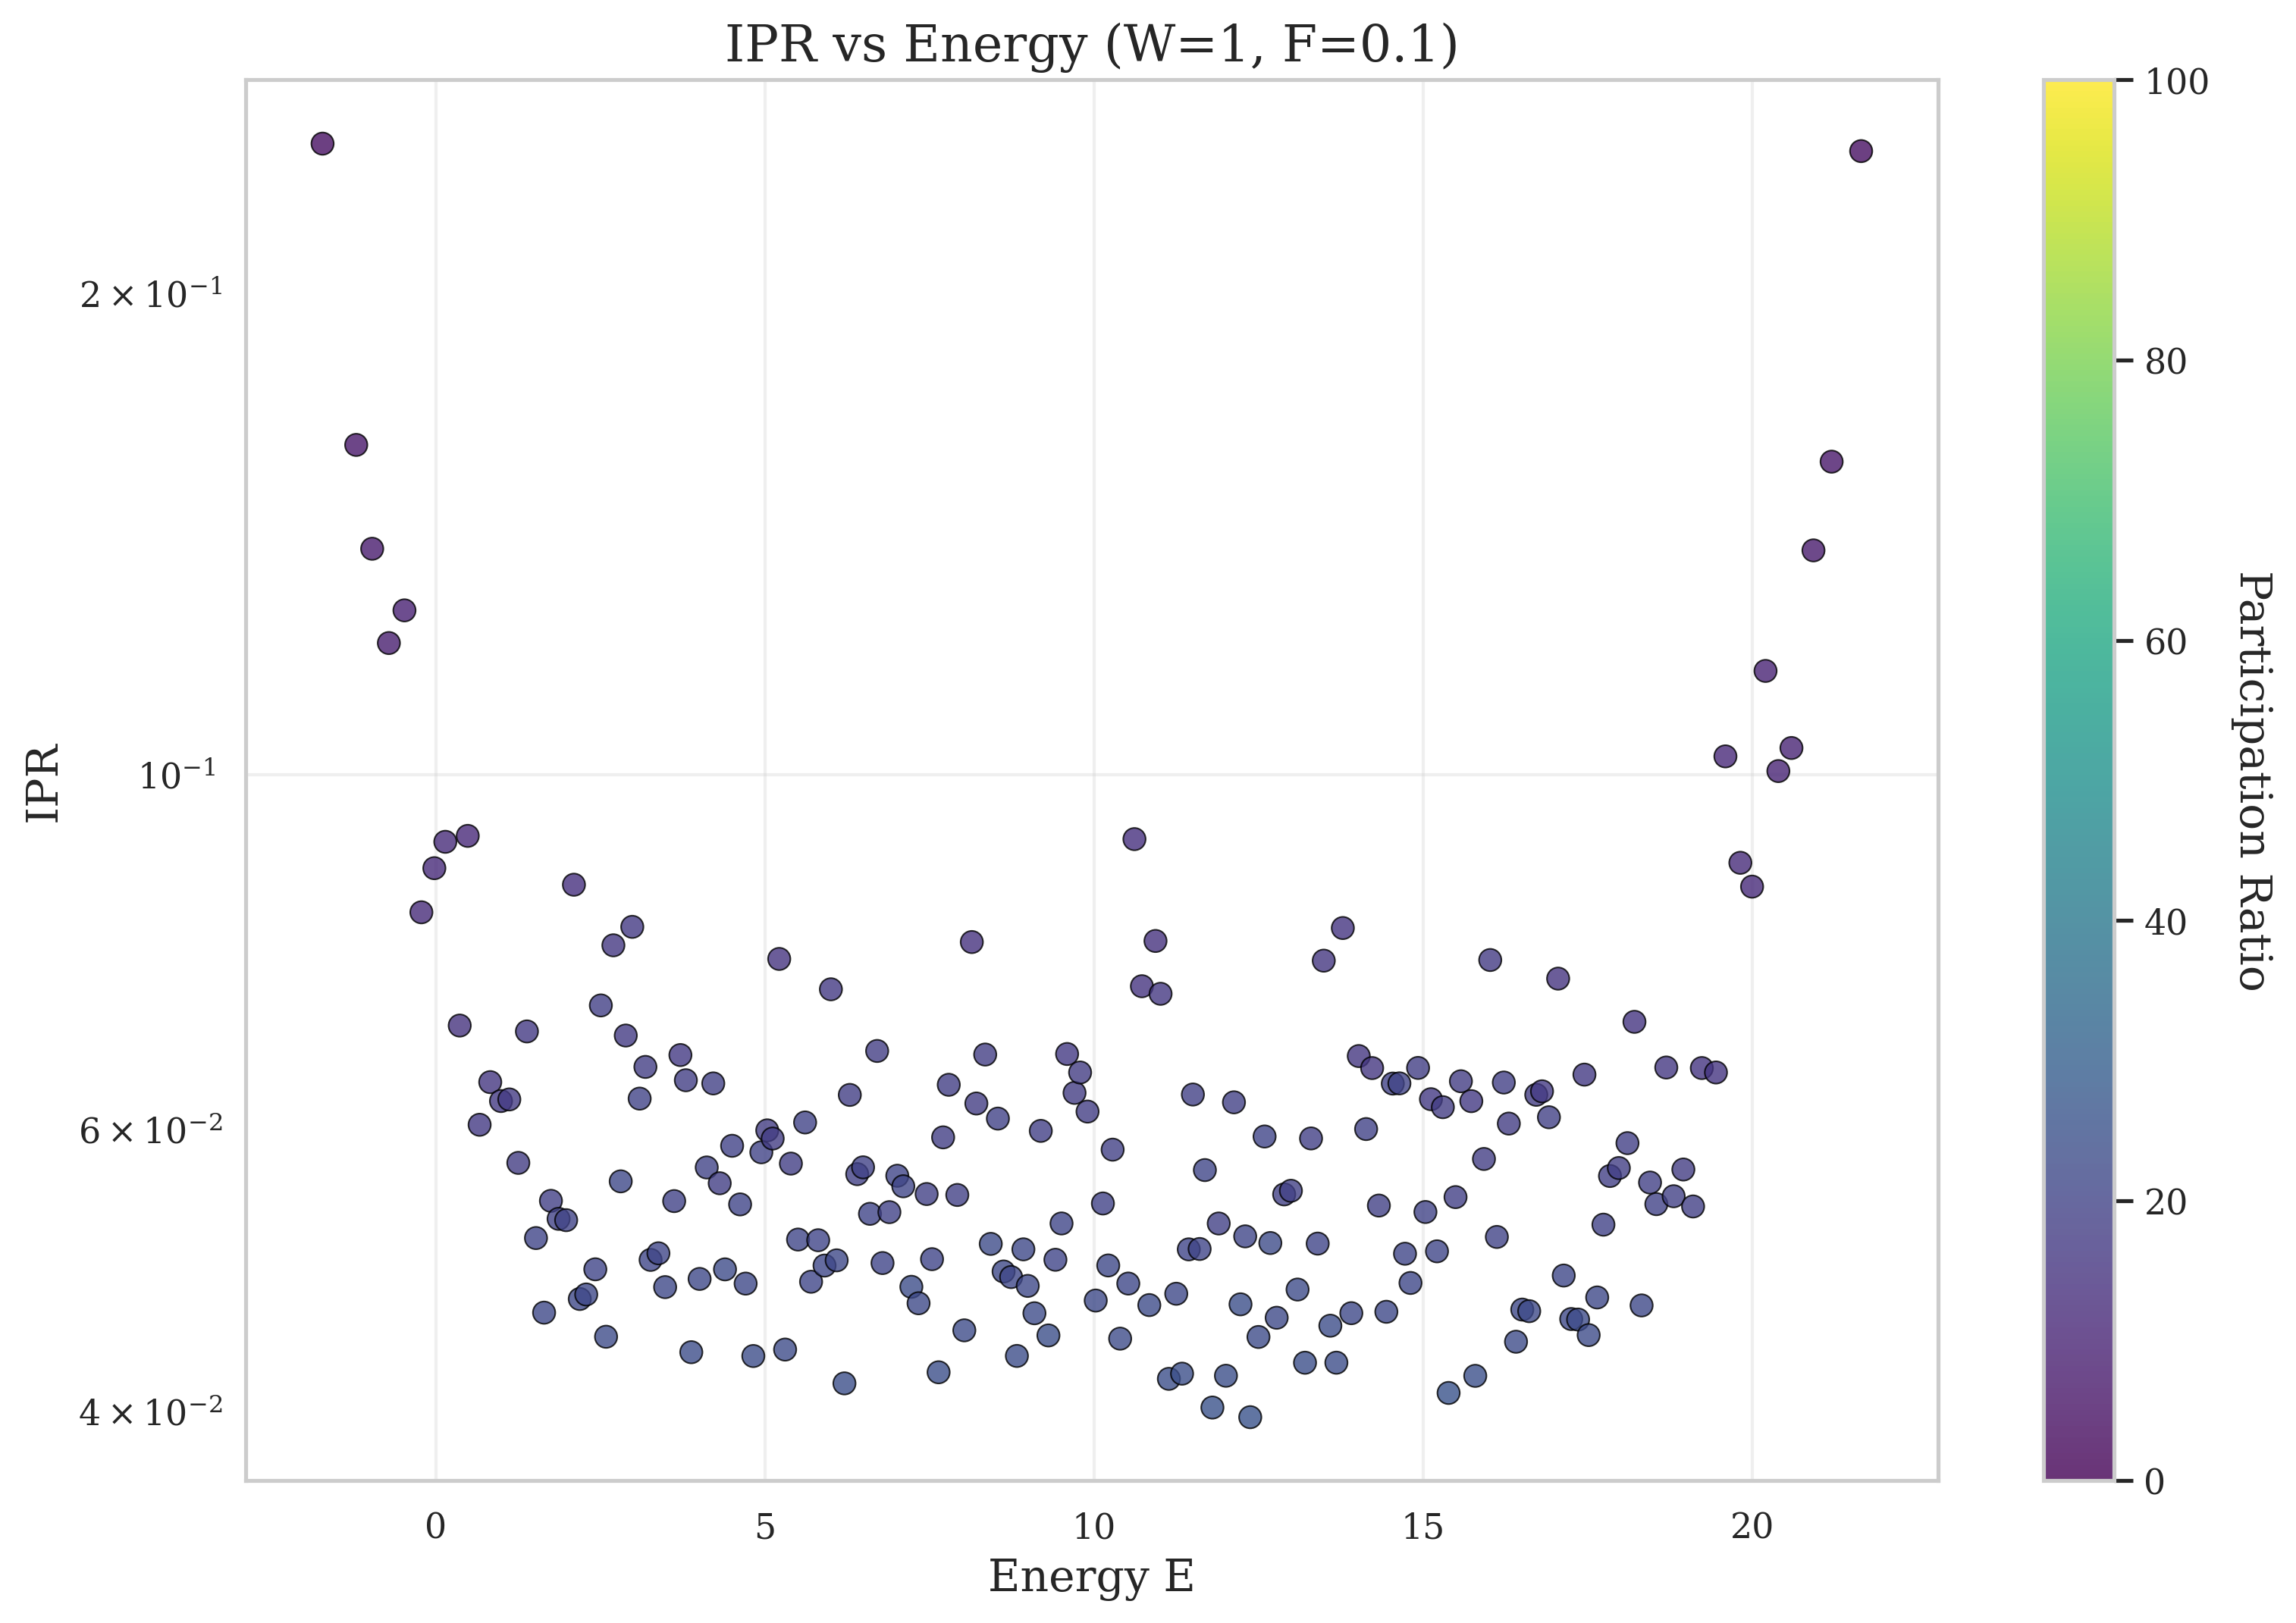 IPR vs Energy (W=1, F=0.1)
2 × 10⁻¹
10⁻¹
6 × 10⁻²
4 × 10⁻²
IPR
0 5 10 15 20
Energy E
100
80
60
40
20
0
Participation Ratio